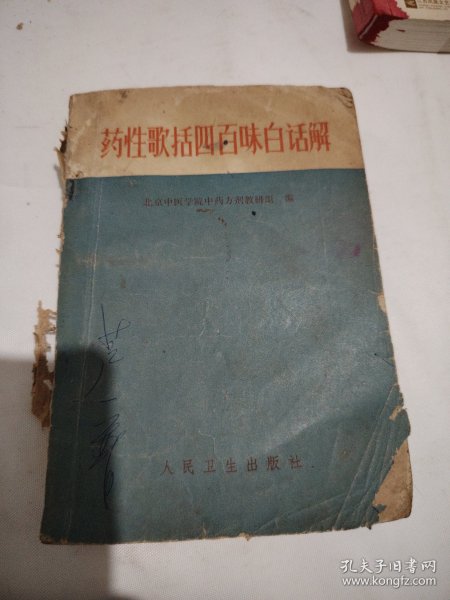 药性歌括四百味白话解
北京中医学院中药方剂教研组 编
人民卫生出版社
孔夫子旧书网
www.kongfz.com